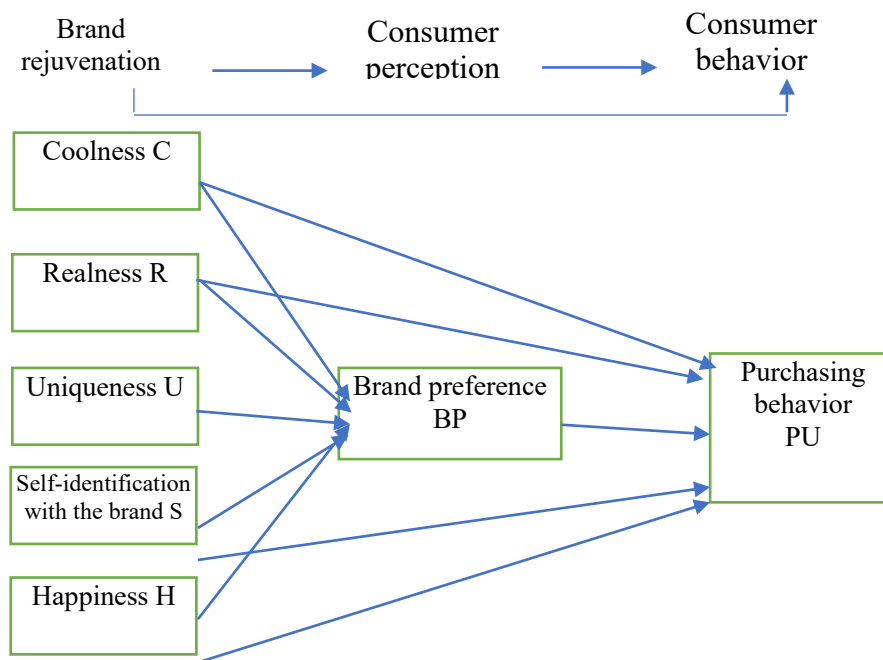 Brand
rejuvenation
Consumer
perception
Consumer
behavior
Coolness C
Realness R
Uniqueness U
Self-identification
with the brand S
Happiness H
Brand preference
BP
Purchasing
behavior
PU